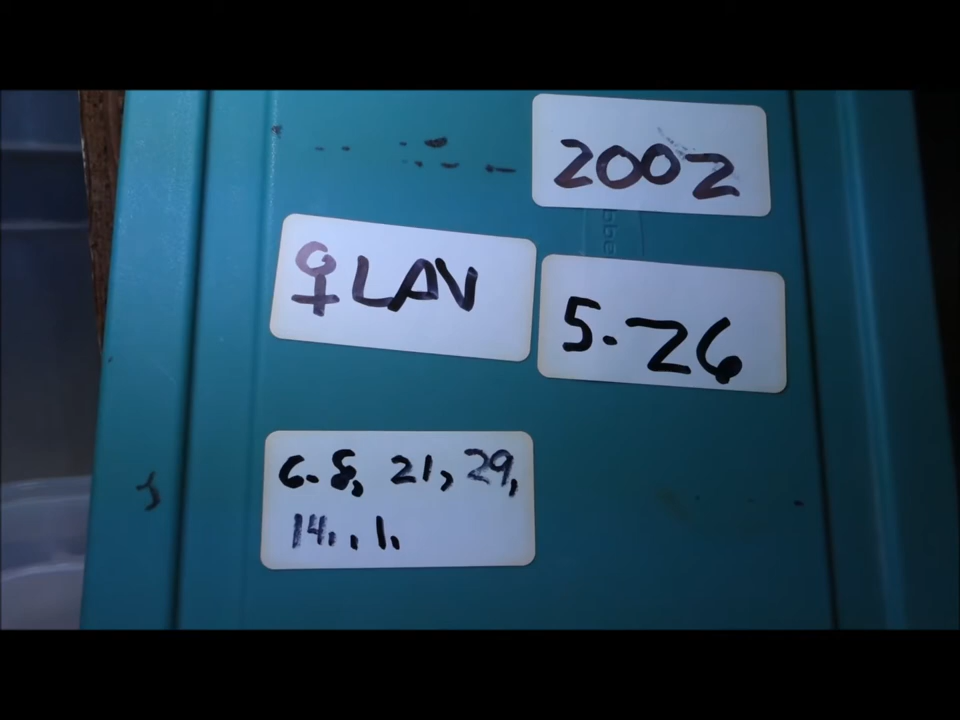 2002
♀LAV
5.26
6.8, 21, 29,
14,, 1,